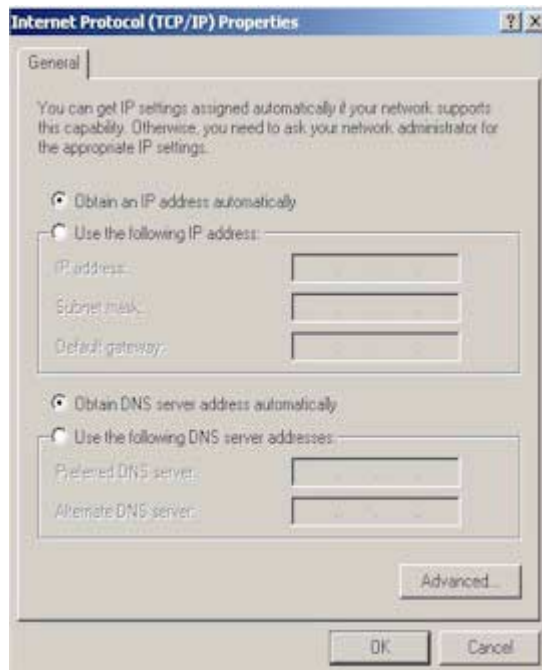 Internet Protocol (TCP/IP) Properties
General
You can get IP settings assigned automatically if your network supports
this capability. Otherwise, you need to ask your network administrator for
the appropriate IP settings.
Obtain an IP address automatically
Use the following IP address:
IP address:
Subnet mask:
Default gateway:
Obtain DNS server address automatically
Use the following DNS server addresses:
Preferred DNS server:
Alternate DNS server:
Advanced...
OK
Cancel